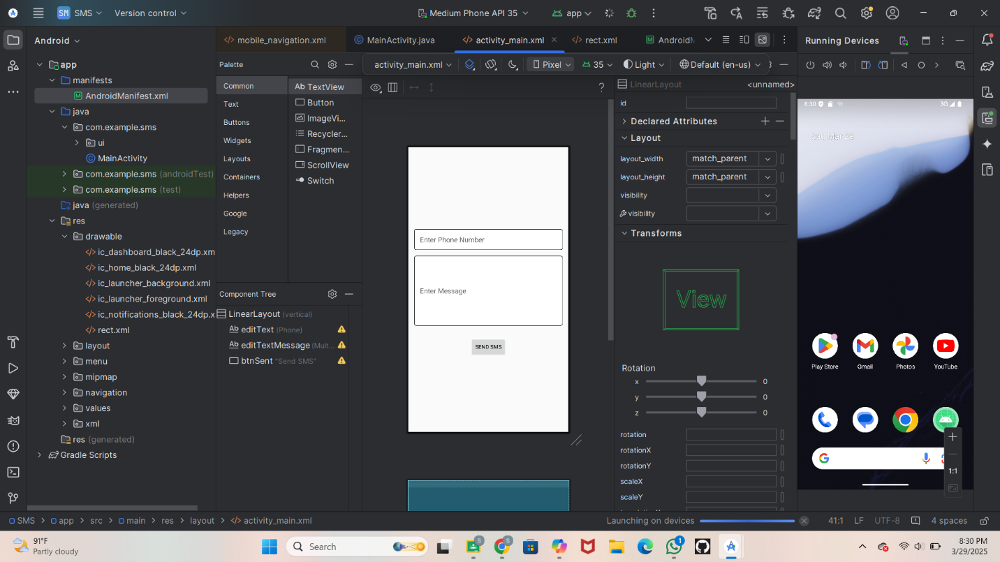 SM SMS Version control Medium Phone API 35 app
Android
app
manifests
AndroidManifest.xml
java
com.example.sms
ui
MainActivity
com.example.sms (androidTest)
com.example.sms (test)
java (generated)
res
drawable
ic_dashboard_black_24dp.xm
ic_home_black_24dp.xml
ic_launcher_background.xml
ic_launcher_foreground.xml
ic_notifications_black_24dp.x
rect.xml
layout
menu
mipmap
navigation
values
xml
res (generated)
Gradle Scripts
mobile_navigation.xml MainActivity.java activity_main.xml rect.xml AndroidM
Palette
Common
Text
Buttons
Widgets
Layouts
Containers
Helpers
Google
Legacy
Ab TextView
Button
ImageVi...
Recycler...
Fragmen...
ScrollView
Switch
Component Tree
LinearLayout (vertical)
Ab editText (Phone)
Ab editTextMessage (Mult...
btnSent "Send SMS"
activity_main.xml Pixel 35 Light Default (en-us)
?
Enter Phone Number
Enter Message
SEND SMS
LinearLayout <unnamed>
id
Declared Attributes
Layout
layout_width match_parent
layout_height match_parent
visibility
visibility
Transforms
View
Rotation
x 0
y 0
z 0
rotation
rotationX
rotationY
scaleX
scaleY
Running Devices
8:30 3G
Sat, Mar 29
Play Store Gmail Photos YouTube
1:1
SMS > app > src > main > res > layout > activity_main.xml Launching on devices 41:1 LF UTF-8 4 spaces
91°F
Partly cloudy
Search
8:30 PM
3/29/2025